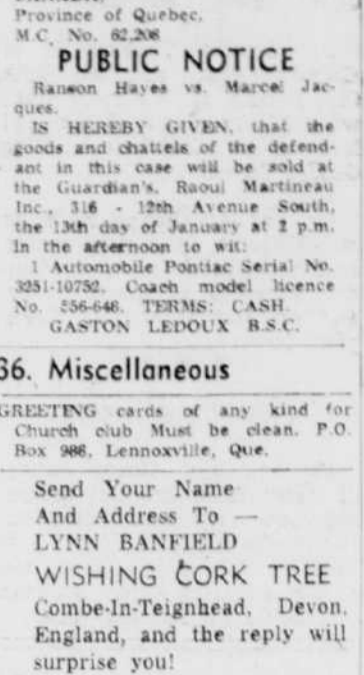 Province of Quebec,
M.C. No. 62,206
PUBLIC NOTICE
Ranson Hayes vs. Marcel Jac-
ques.
IS HEREBY GIVEN, that the
goods and chattels of the defend-
ant in this case will be sold at
the Guardian's, Raoul Martineau
Inc., 316 - 12th Avenue South,
the 13th day of January at 2 p.m.
In the afternoon to wit:
1 Automobile Pontiac Serial No.
3251-10752, Coach model licence
No. TERMS: CASH.
GASTON LEDOUX B.S.C.
36. Miscellaneous
GREETING cards of any kind for
Church club Must be clean. P.O.
Box 986, Lennoxville, Que.
Send Your Name
And Address To —
LYNN BANFIELD
WISHING CORK TREE
Combe-In-Teignhead, Devon,
England, and the reply will
surprise you!